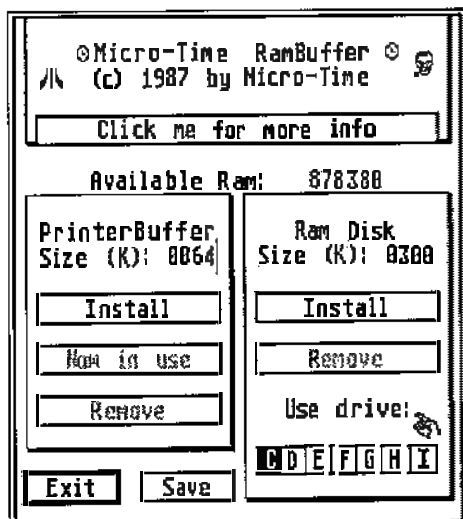 Micro-Time RamBuffer
(c) 1987 by Micro-Time
Click me for more info
Available Ram: 878380
PrinterBuffer
Size (K): 0064
Install
Now in use
Remove
Ram Disk
Size (K): 0300
Install
Remove
Use drive:
C D E F G H I
Exit
Save